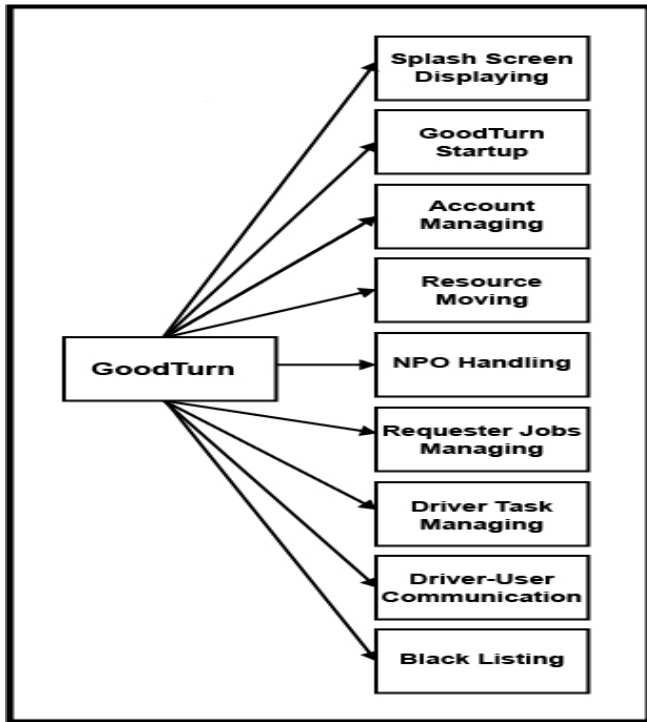 Splash Screen
Displaying
GoodTurn
Startup
Account
Managing
Resource
Moving
GoodTurn
NPO Handling
Requester Jobs
Managing
Driver Task
Managing
Driver-User
Communication
Black Listing